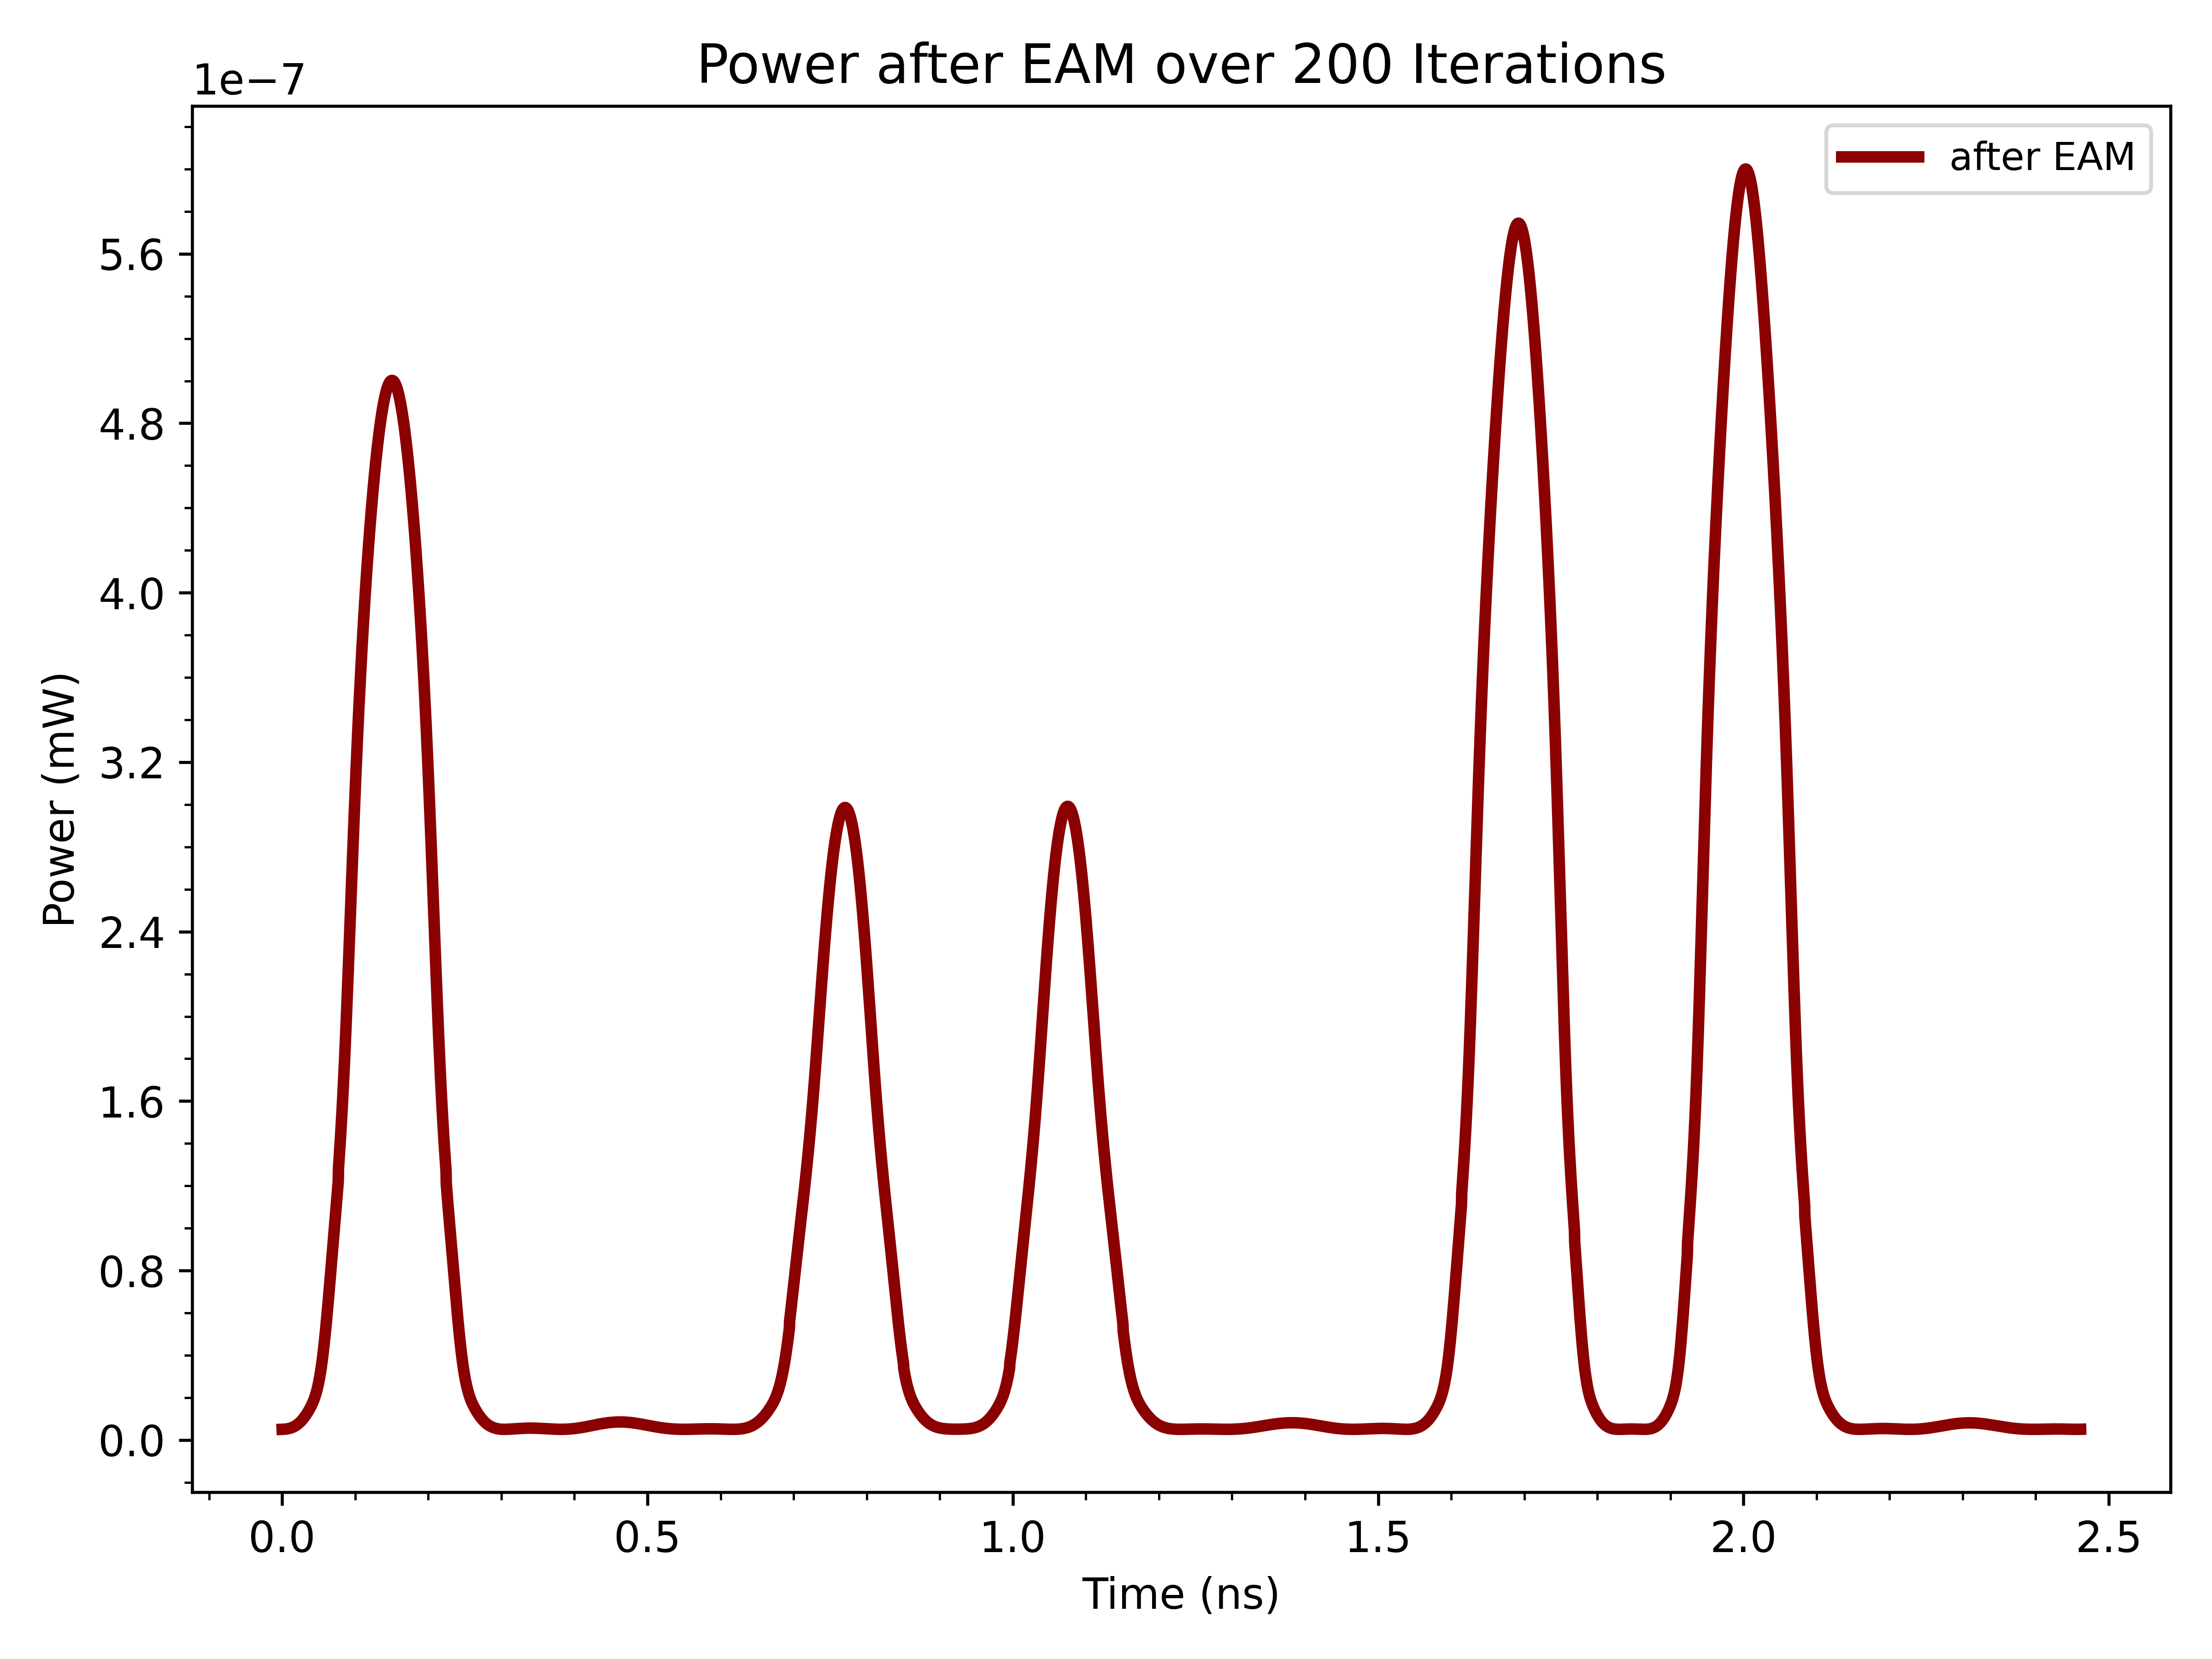 Power after EAM over 200 Iterations
1e−7
after EAM
5.6
4.8
4.0
3.2
2.4
1.6
0.8
0.0
Power (mW)
0.0 0.5 1.0 1.5 2.0 2.5
Time (ns)